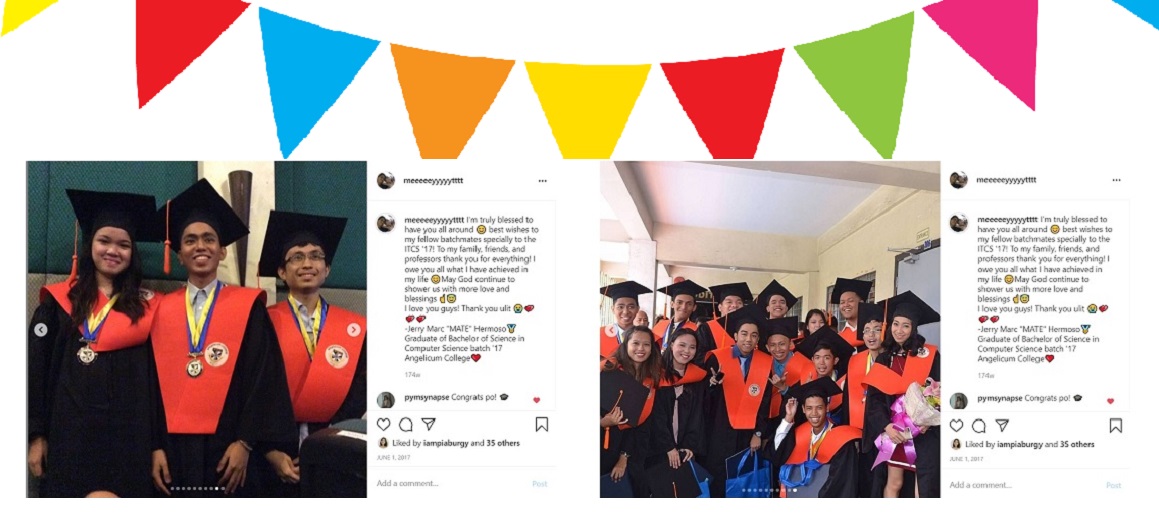 meeeeeyyyyytttt
meeeeeyyyyytttt I'm truly blessed to
have you all around 😊 best wishes to
my fellow batchmates specially to the
ITCS '17! To my family, friends, and
professors thank you for everything! I
owe you all what I have achieved in
my life 😊May God continue to
shower us with more love and
blessings ☝😇
I love you guys! Thank you ulit 😭💕
💕💕
-Jerry Marc "MATE" Hermoso🏅
Graduate of Bachelor of Science in
Computer Science batch '17
Angelicum College❤
174w
pymsynapse Congrats po! 🎓
Liked by iampiaburgy and 35 others
JUNE 1, 2017
Add a comment... Post
meeeeeyyyyytttt
meeeeeyyyyytttt I'm truly blessed to
have you all around 😊 best wishes to
my fellow batchmates specially to the
ITCS '17! To my family, friends, and
professors thank you for everything! I
owe you all what I have achieved in
my life 😊May God continue to
shower us with more love and
blessings ☝😇
I love you guys! Thank you ulit 😭💕
💕💕
-Jerry Marc "MATE" Hermoso🏅
Graduate of Bachelor of Science in
Computer Science batch '17
Angelicum College❤
174w
pymsynapse Congrats po! 🎓
Liked by iampiaburgy and 35 others
JUNE 1, 2017
Add a comment... Post